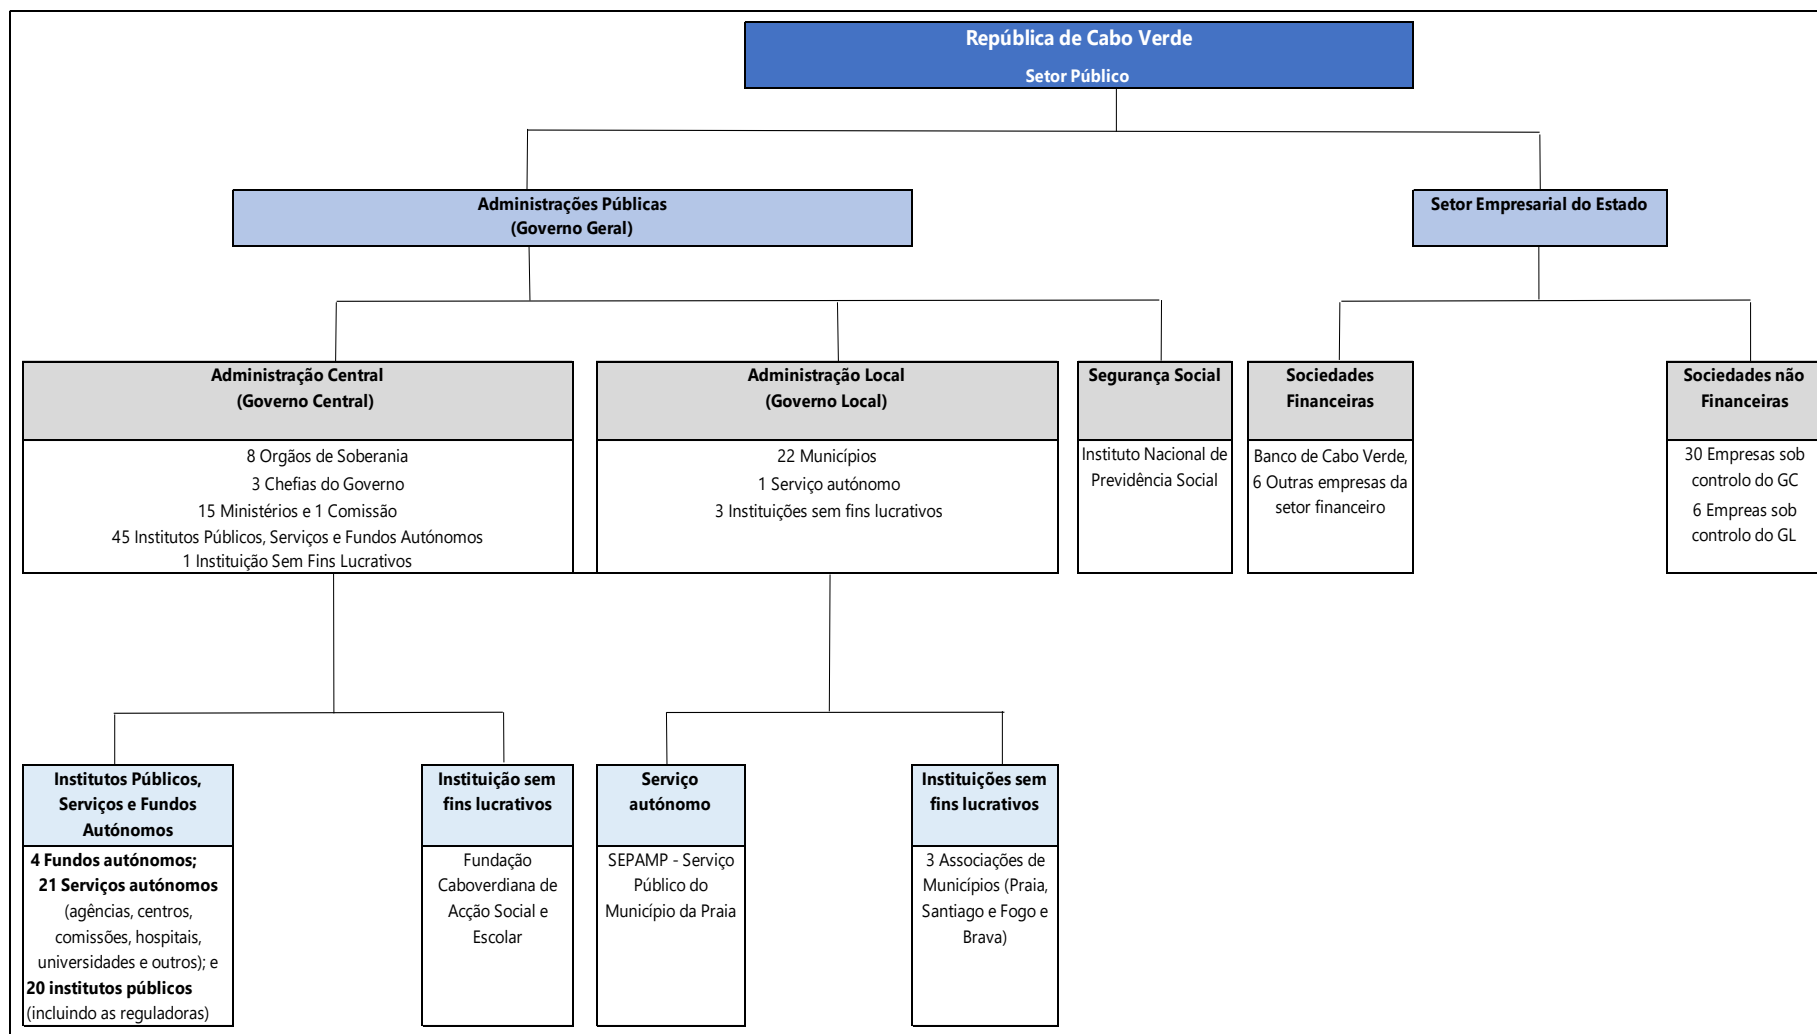 República de Cabo Verde
Setor Público
Administrações Públicas
(Governo Geral)
Setor Empresarial do Estado
Administração Central
(Governo Central)
8 Orgãos de Soberania
3 Chefias do Governo
15 Ministérios e 1 Comissão
45 Institutos Públicos, Serviços e Fundos Autónomos
1 Instituição Sem Fins Lucrativos
Administração Local
(Governo Local)
22 Municípios
1 Serviço autónomo
3 Instituições sem fins lucrativos
Segurança Social
Instituto Nacional de
Previdência Social
Sociedades
Financeiras
Banco de Cabo Verde,
6 Outras empresas da
setor financeiro
Sociedades não
Financeiras
30 Empresas sob
controlo do GC
6 Empreas sob
controlo do GL
Institutos Públicos,
Serviços e Fundos
Autónomos
4 Fundos autónomos;
21 Serviços autónomos
(agências, centros,
comissões, hospitais,
universidades e outros); e
20 institutos públicos
(incluindo as reguladoras)
Instituição sem
fins lucrativos
Fundação
Caboverdiana de
Acção Social e
Escolar
Serviço
autónomo
SEPAMP - Serviço
Público do
Município da Praia
Instituições sem
fins lucrativos
3 Associações de
Municípios (Praia,
Santiago e Fogo e
Brava)